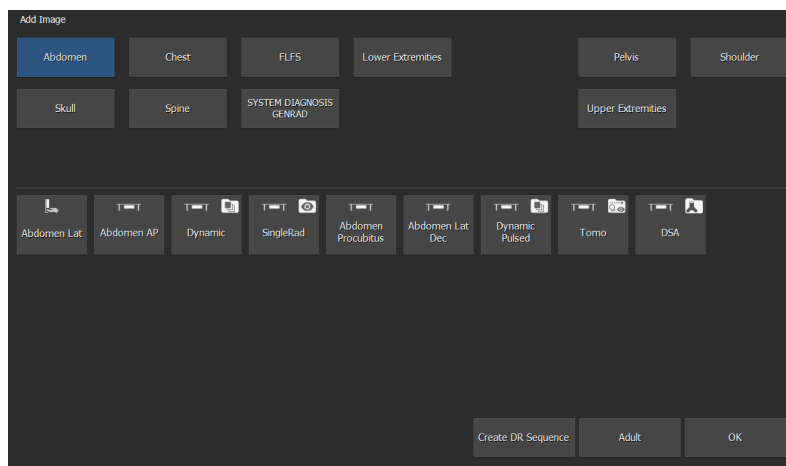 Add Image
Abdomen
Chest
FLFS
Lower Extremities
Pelvis
Shoulder
Skull
Spine
SYSTEM DIAGNOSIS
GENRAD
Upper Extremities
Abdomen Lat
Abdomen AP
Dynamic
SingleRad
Abdomen
Procubitus
Abdomen Lat
Dec
Dynamic
Pulsed
Tomo
DSA
Create DR Sequence
Adult
OK